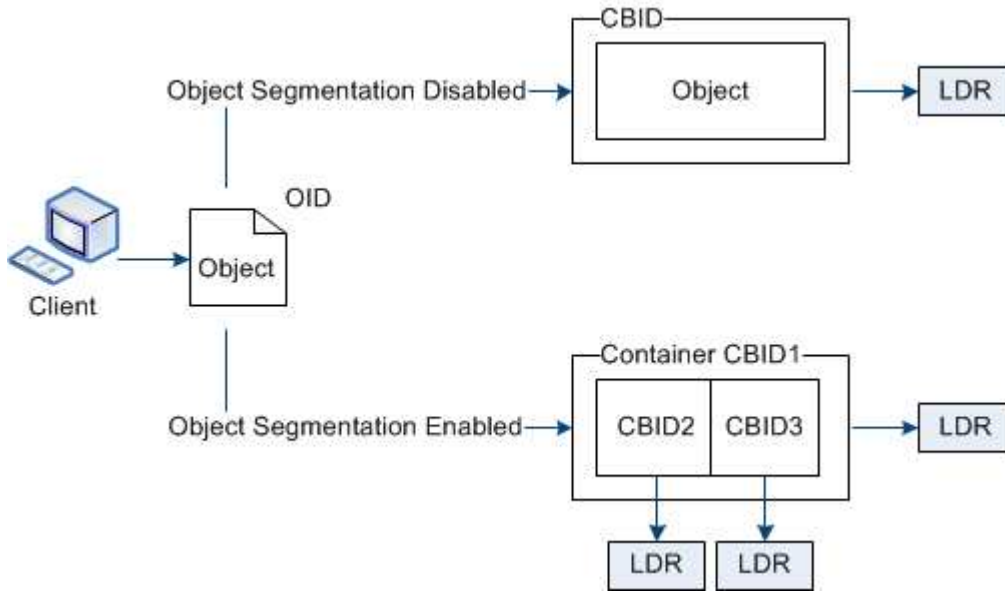 CBID
Object Segmentation Disabled
Object
LDR
OID
Object
Client
Container CBID1
Object Segmentation Enabled
CBID2
CBID3
LDR
LDR
LDR